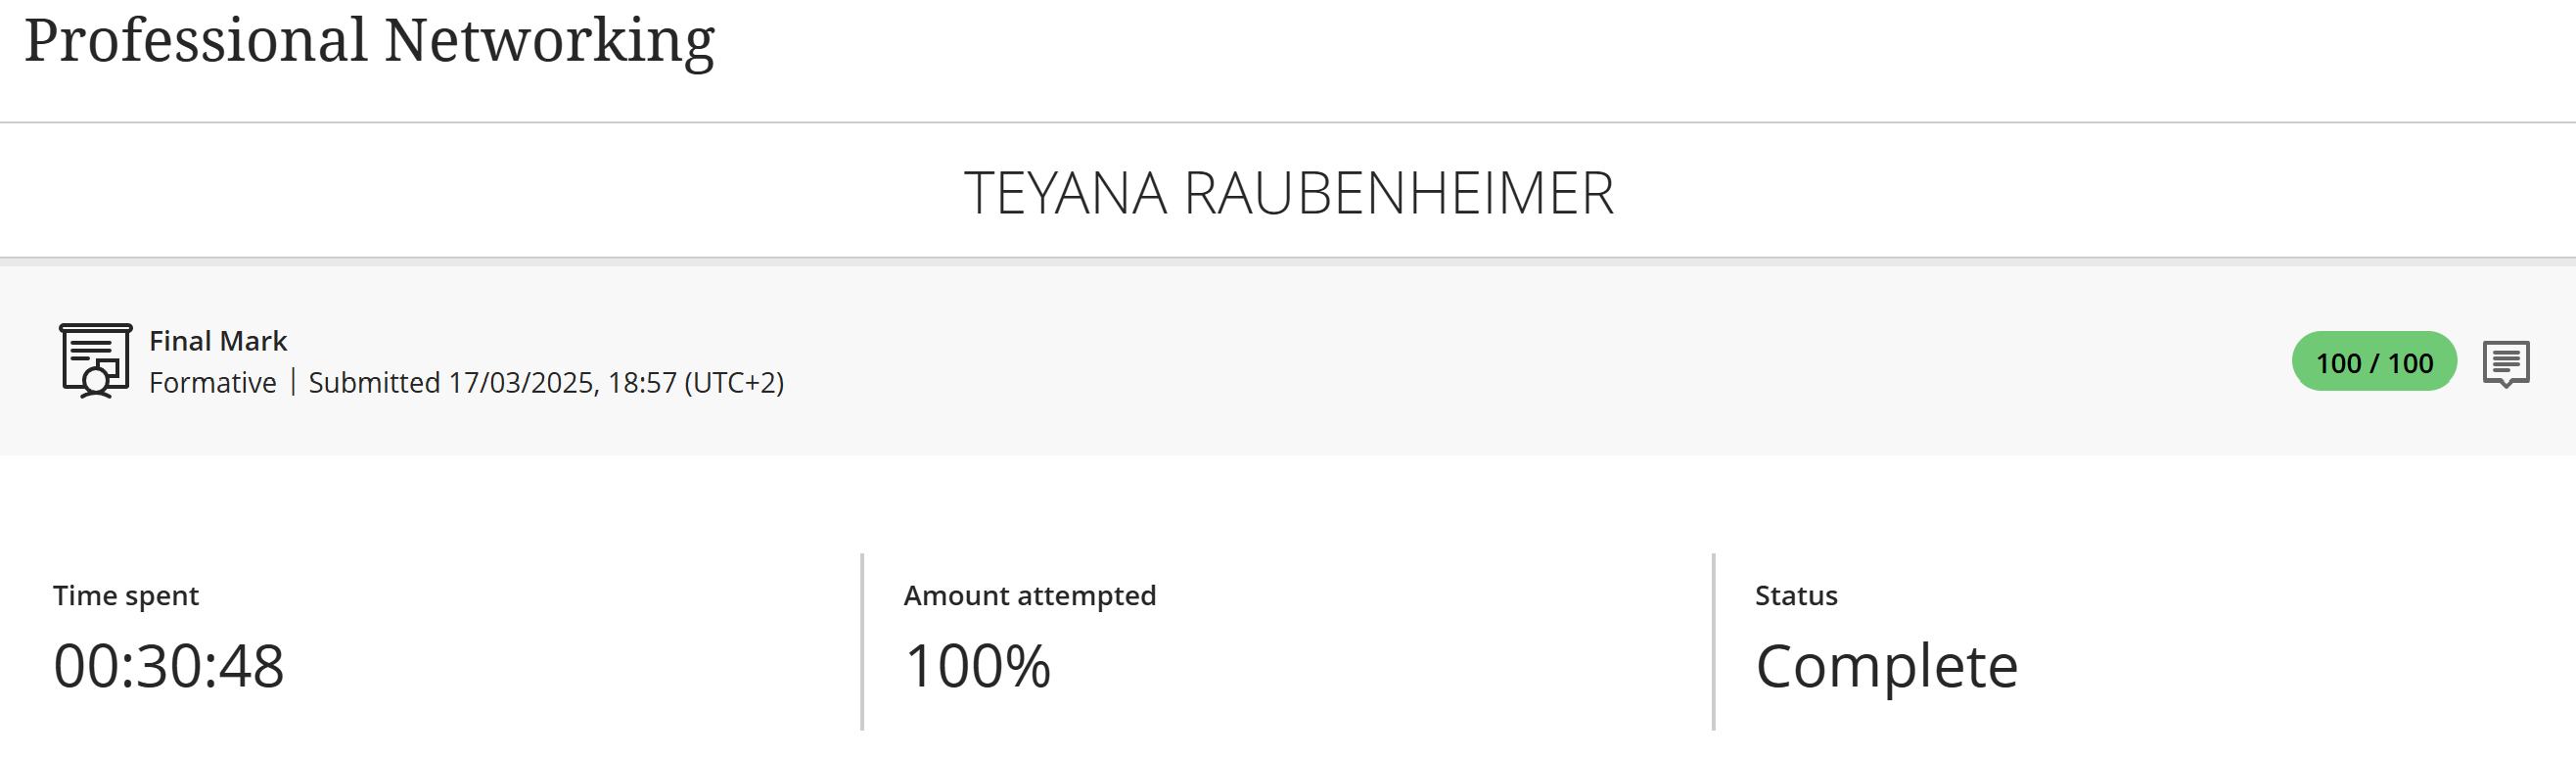 Professional Networking
TEYANA RAUBENHEIMER
Final Mark
Formative | Submitted 17/03/2025, 18:57 (UTC+2)
100 / 100
Time spent
00:30:48
Amount attempted
100%
Status
Complete